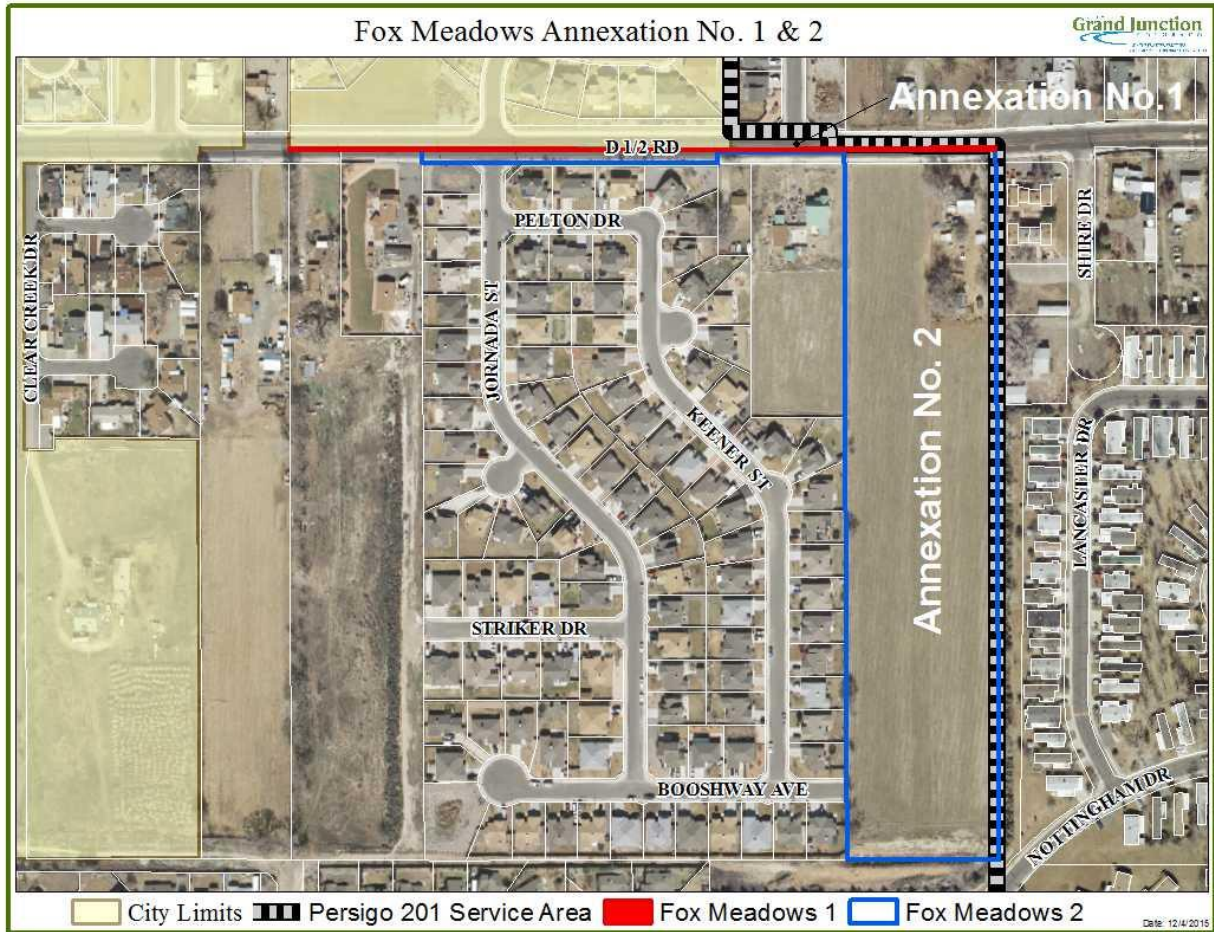 Fox Meadows Annexation No. 1 & 2
Grand Junction
COLORADO
Annexation No.1
D 1/2 RD
PELTON DR
SHIRE DR
CLEAR CREEK DR
JORNADA ST
KEENER ST
Annexation No. 2
LANCASTER DR
STRIKER DR
BOOSHWAY AVE
NOTTINGHAM DR
City Limits
Persigo 201 Service Area
Fox Meadows 1
Fox Meadows 2
Date: 12/4/2015